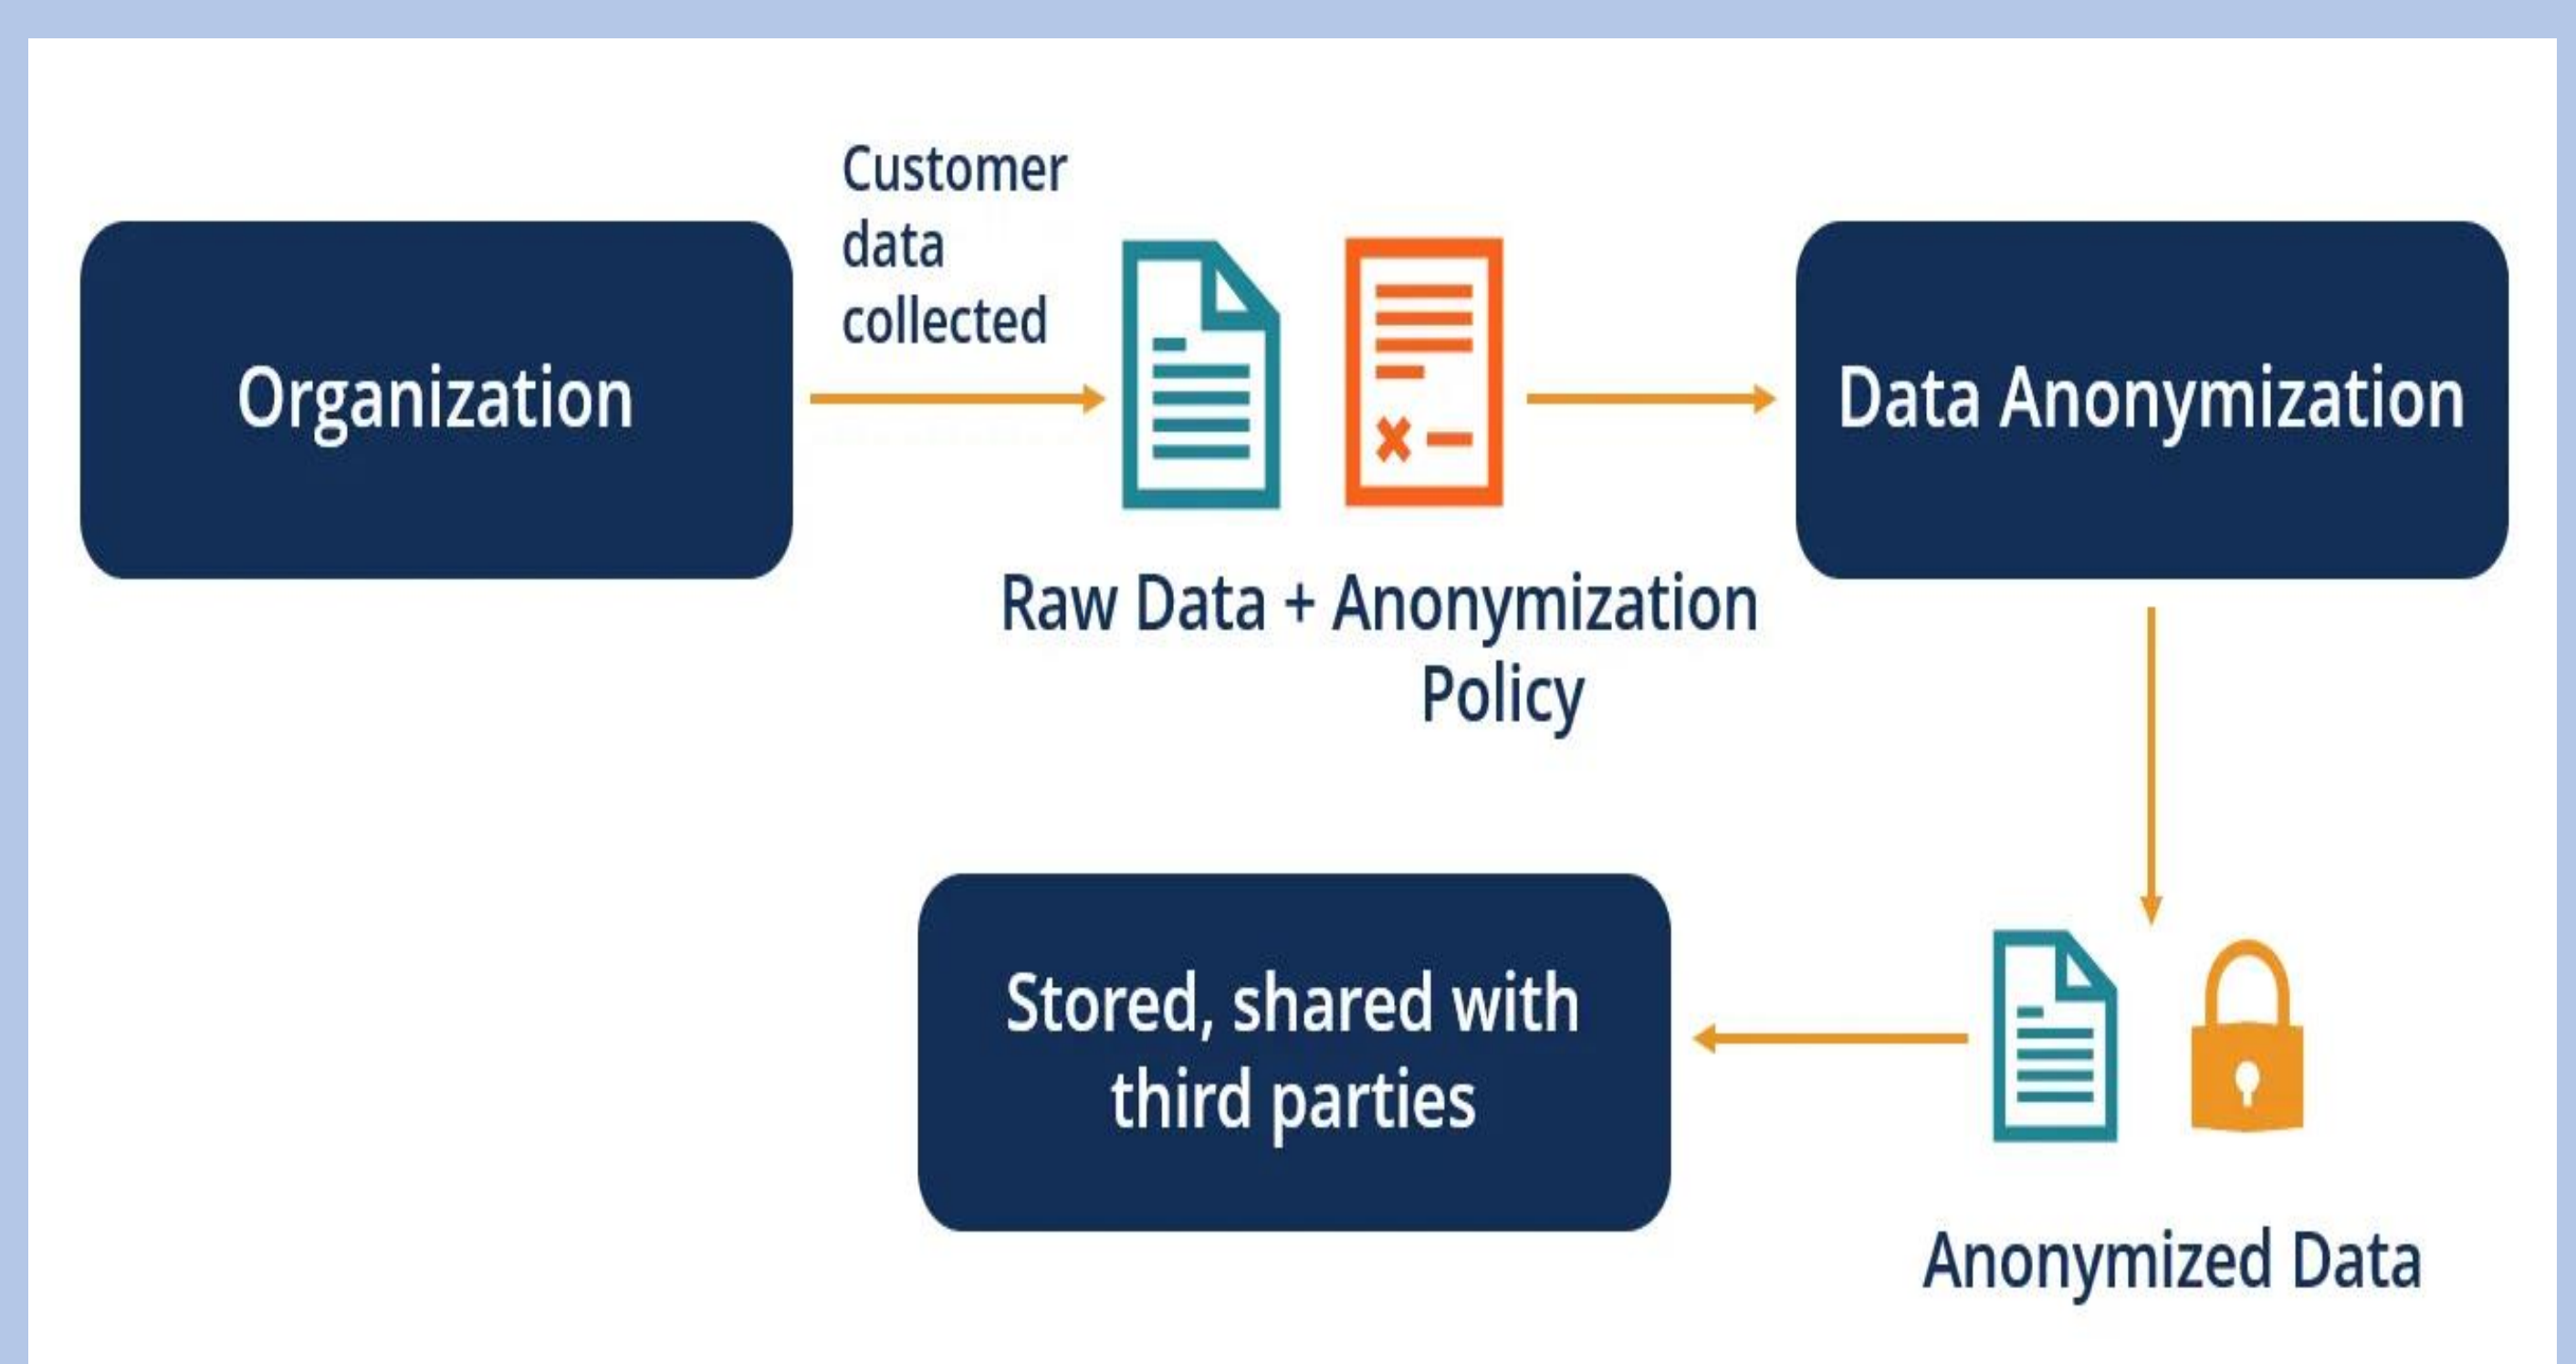 Customer
data
collected
Organization
Data Anonymization
Raw Data + Anonymization
Policy
Stored, shared with
third parties
Anonymized Data